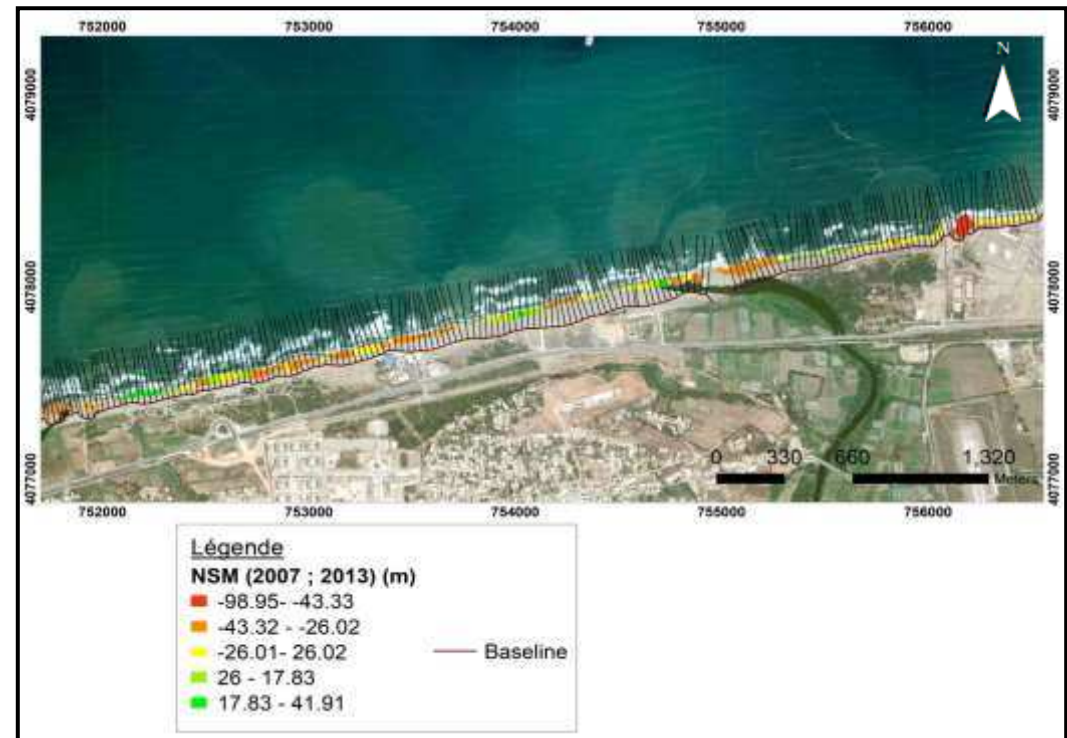 752000 753000 754000 755000 756000
N
4079000 4079000
4078000 4078000
4077000 4077000
0 330 660 1,320
Meters
752000 753000 754000 755000 756000
Légende
NSM (2007 ; 2013) (m)
-98.95- -43.33
-43.32 - -26.02
-26.01- 26.02
Baseline
26 - 17.83
17.83 - 41.91